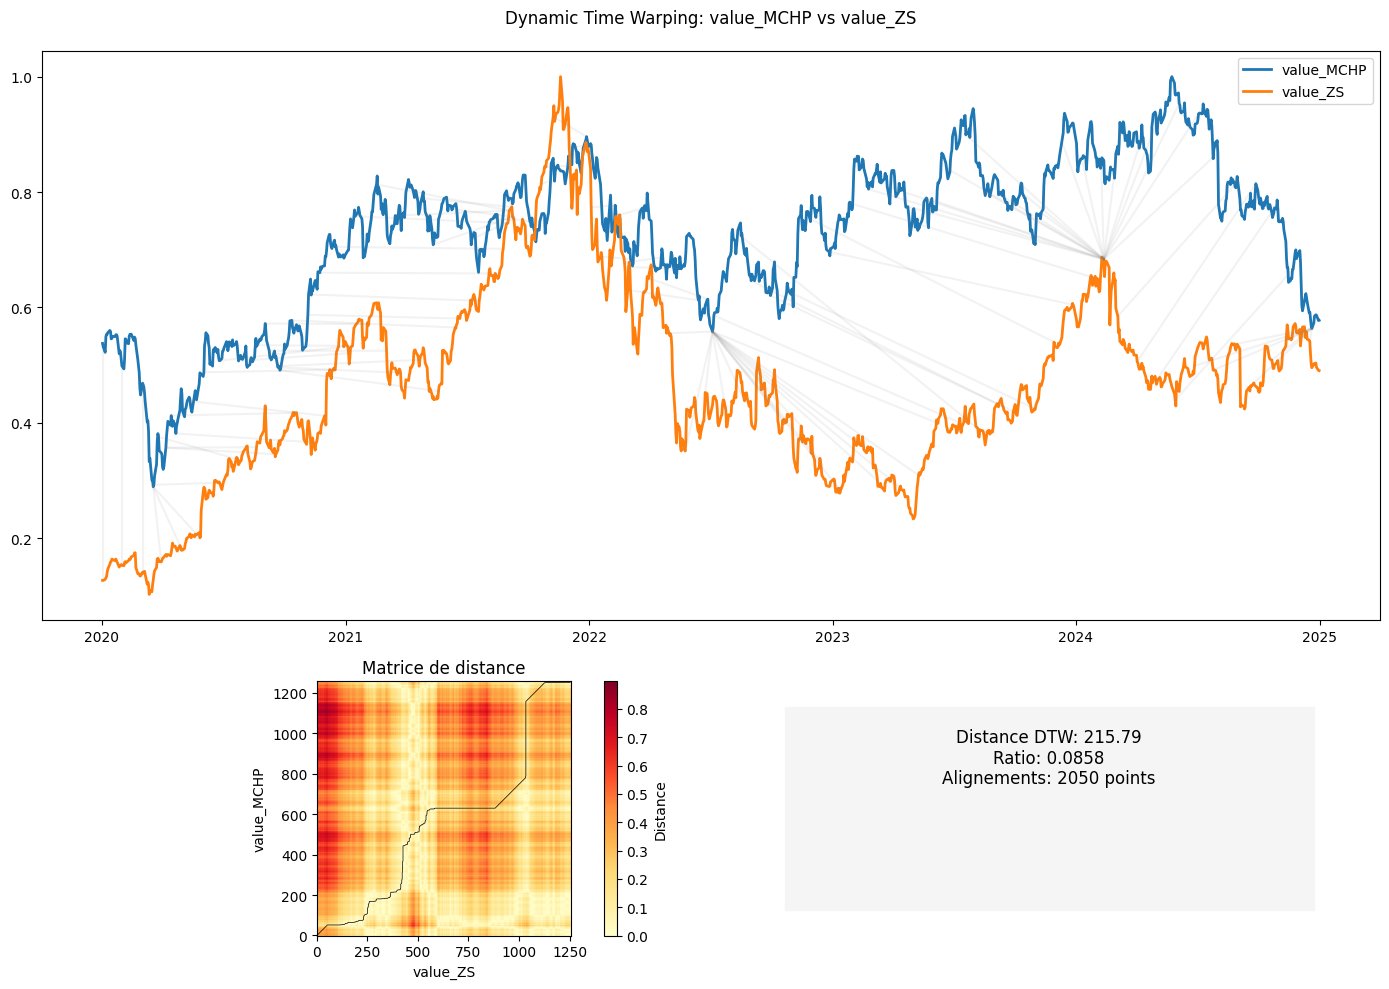 Dynamic Time Warping: value_MCHP vs value_ZS
value_MCHP
value_ZS
1.0
0.8
0.6
0.4
0.2
2020 2021 2022 2023 2024 2025
Matrice de distance
value_MCHP
1200
1000
800
600
400
200
0
0 250 500 750 1000 1250
value_ZS
0.8
0.7
0.6
0.5
0.4
0.3
0.2
0.1
0.0
Distance
Distance DTW: 215.79
Ratio: 0.0858
Alignements: 2050 points